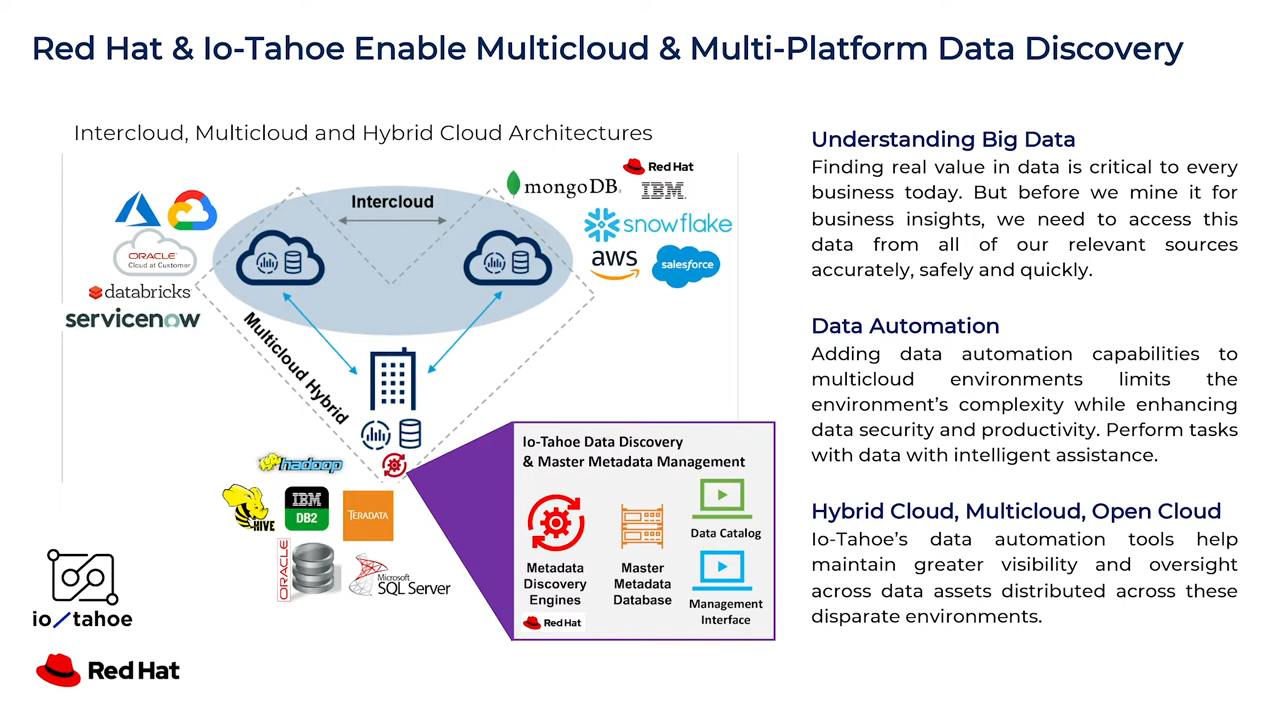 Red Hat & Io-Tahoe Enable Multicloud & Multi-Platform Data Discovery
Intercloud, Multicloud and Hybrid Cloud Architectures
Intercloud
mongoDB®
Red Hat
IBM
snowflake
aws
salesforce
ORACLE
Cloud at Customer
databricks
servicenow
Multicloud Hybrid
hadoop
HIVE
IBM
DB2
TERADATA
ORACLE
Microsoft
SQL Server
Io-Tahoe Data Discovery
& Master Metadata Management
Metadata
Discovery
Engines
Red Hat
Master
Metadata
Database
Data Catalog
Management
Interface
io/tahoe
Red Hat
Understanding Big Data
Finding real value in data is critical to every
business today. But before we mine it for
business insights, we need to access this
data from all of our relevant sources
accurately, safely and quickly.
Data Automation
Adding data automation capabilities to
multicloud environments limits the
environment's complexity while enhancing
data security and productivity. Perform tasks
with data with intelligent assistance.
Hybrid Cloud, Multicloud, Open Cloud
Io-Tahoe's data automation tools help
maintain greater visibility and oversight
across data assets distributed across these
disparate environments.